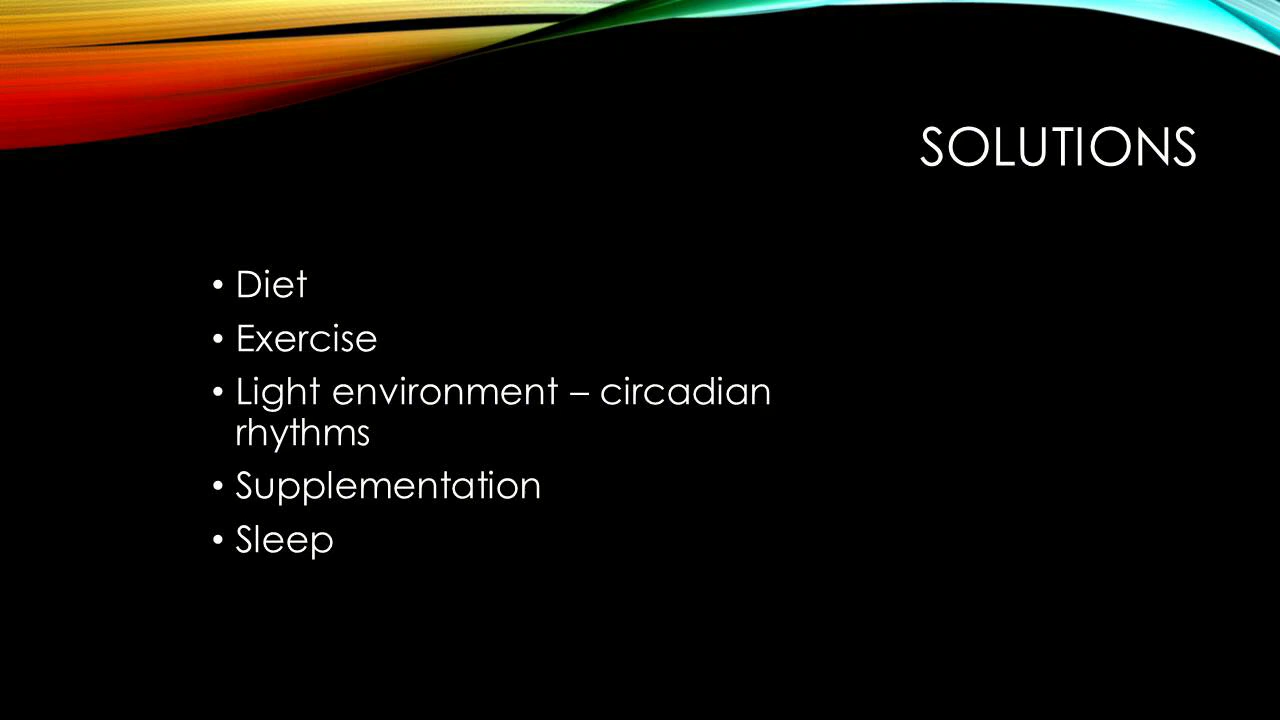 SOLUTIONS
• Diet
• Exercise
• Light environment – circadian
rhythms
• Supplementation
• Sleep